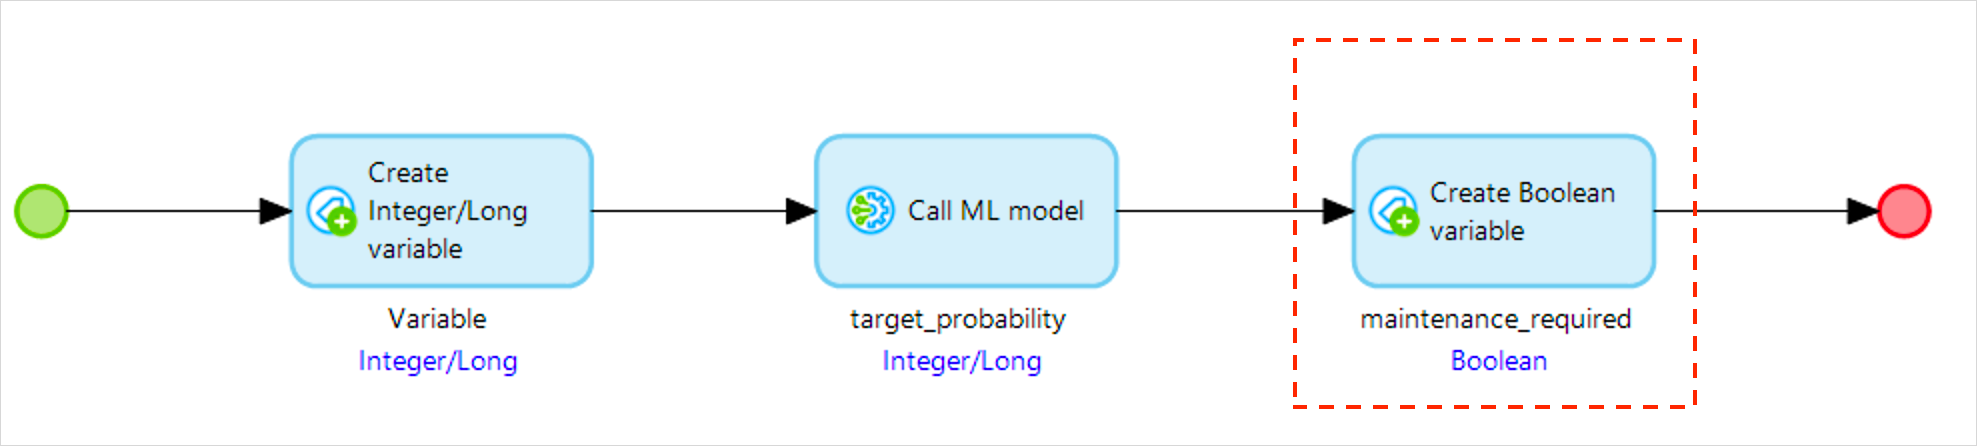 Create
Integer/Long
variable
Variable
Integer/Long
Call ML model
target_probability
Integer/Long
Create Boolean
variable
maintenance_required
Boolean